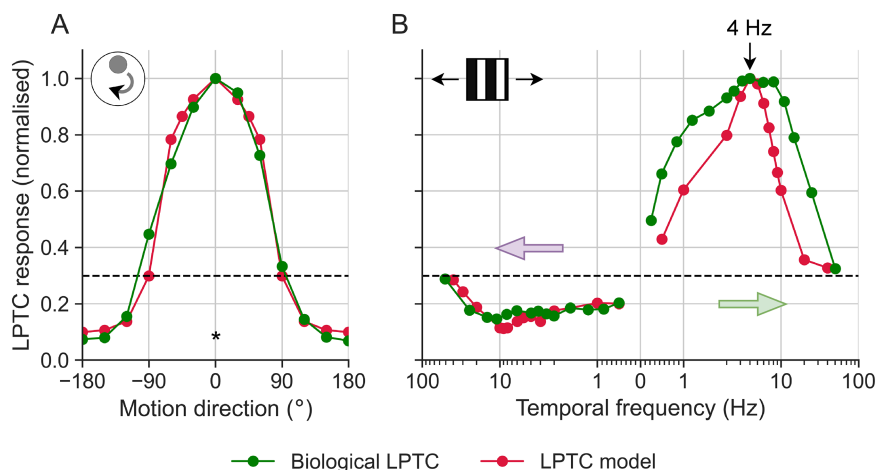 A
B
4 Hz
LPTC response (normalised)
1.0
0.8
0.6
0.4
0.2
0.0
*
−180 −90 0 90 180
100 10 1 0 1 10 100
Motion direction (°)
Temporal frequency (Hz)
Biological LPTC
LPTC model